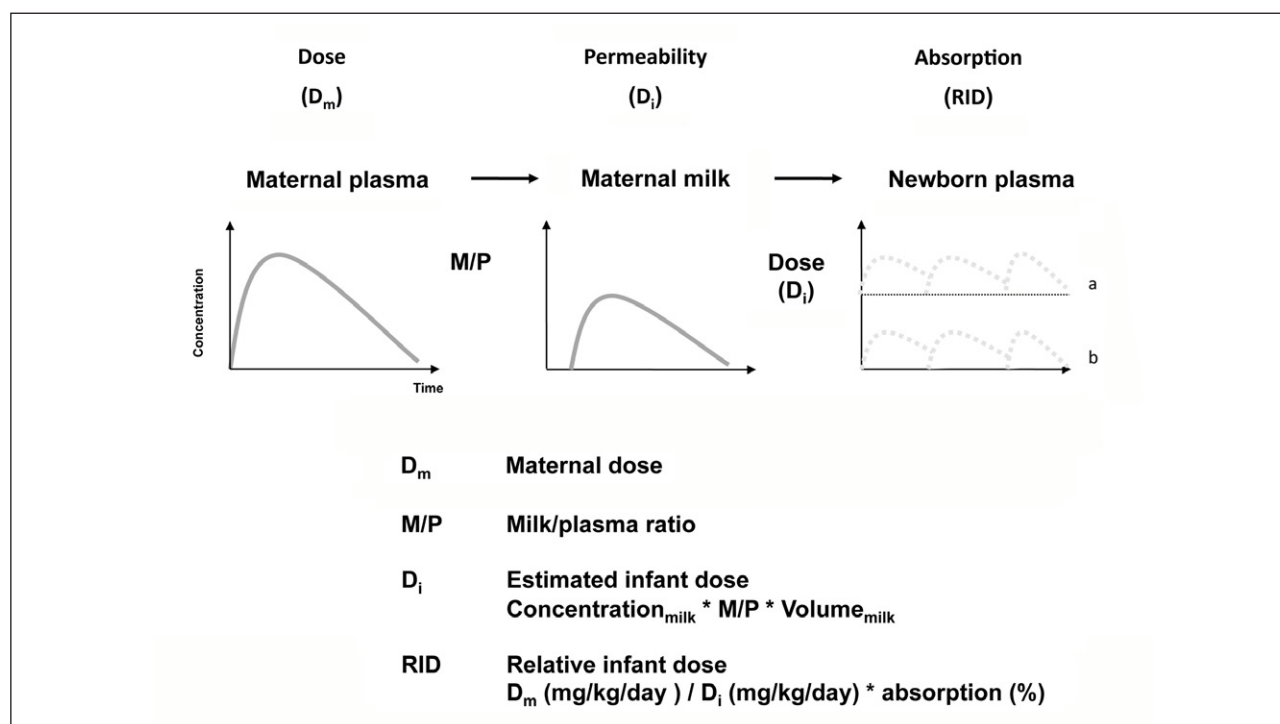 Dose
(Dm)
Permeability
(Di)
Absorption
(RID)
Maternal plasma
Maternal milk
Newborn plasma
Concentration
Time
M/P
Dose
(Di)
a
b
Dm Maternal dose
M/P Milk/plasma ratio
Di Estimated infant dose
Concentrationmilk * M/P * Volumemilk
RID Relative infant dose
Dm (mg/kg/day ) / Di (mg/kg/day) * absorption (%)